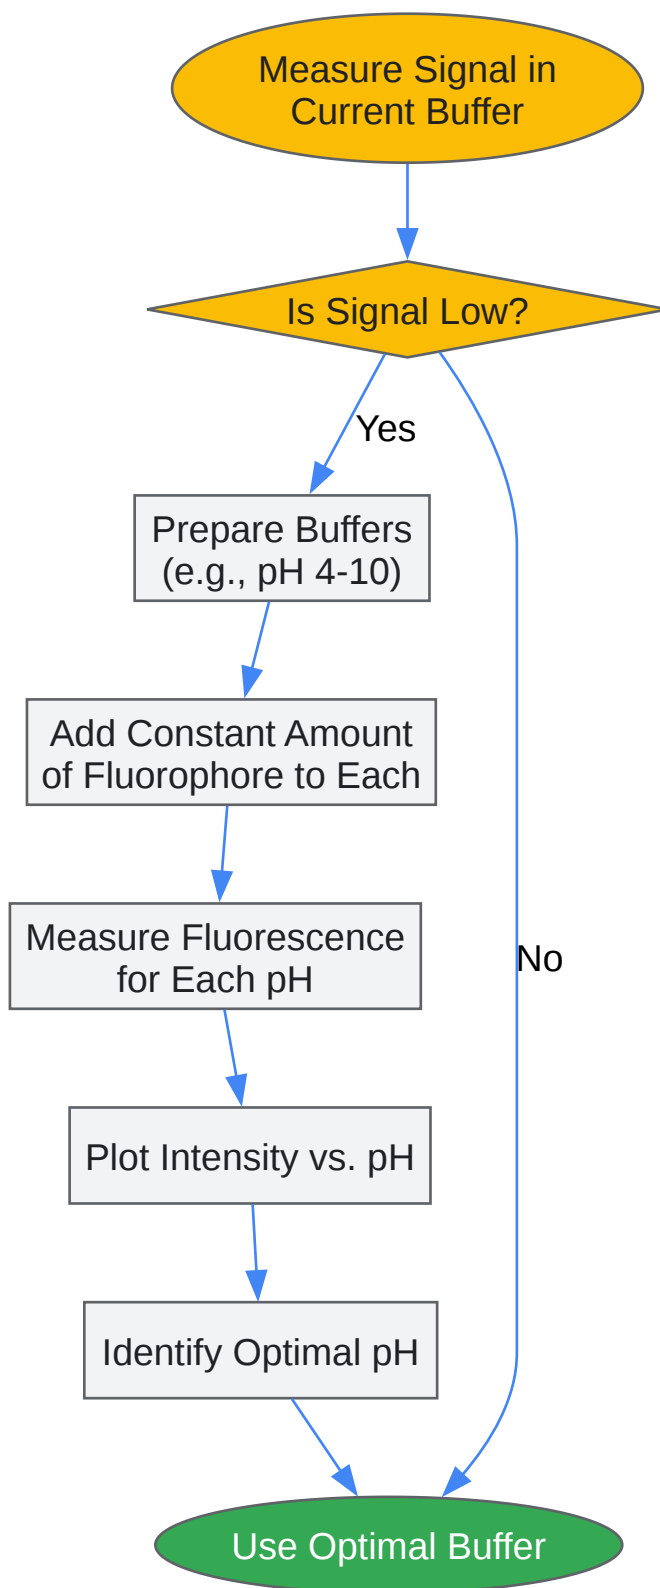 Measure Signal in
Current Buffer
Is Signal Low?
Yes
Prepare Buffers
(e.g., pH 4-10)
Add Constant Amount
of Fluorophore to Each
Measure Fluorescence
for Each pH
No
Plot Intensity vs. pH
Identify Optimal pH
Use Optimal Buffer